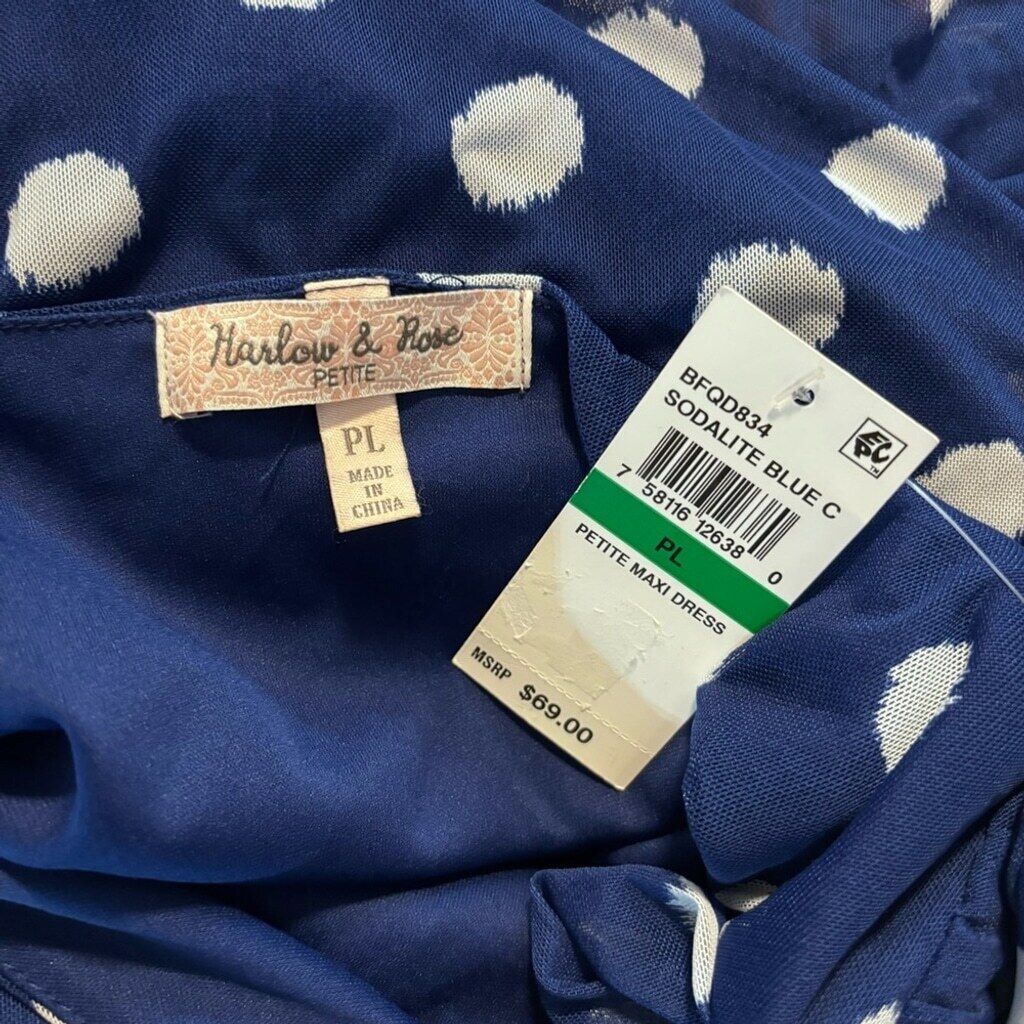 Harlow & Rose
PETITE
PL
MADE
IN
CHINA
BFQD834
SODALITE BLUE C
EPC™
7 58116 12638 0
PL
PETITE MAXI DRESS
MSRP $69.00